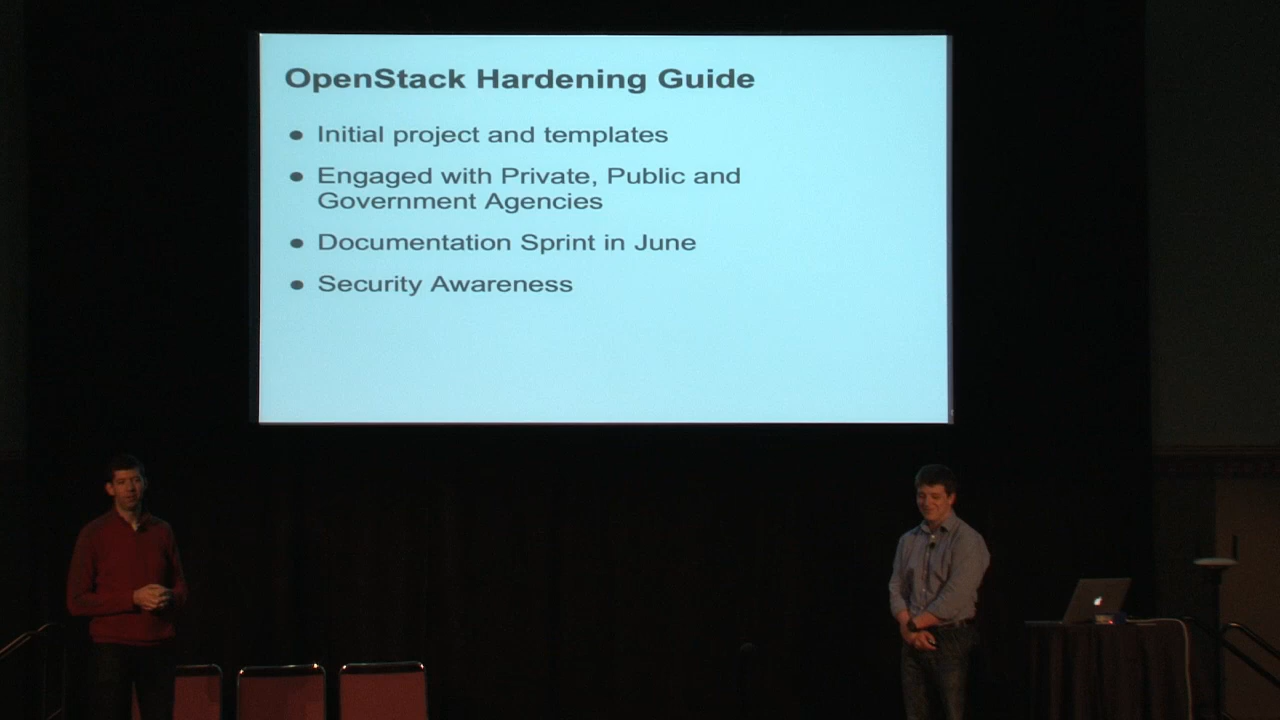 OpenStack Hardening Guide
● Initial project and templates
● Engaged with Private, Public and
Government Agencies
● Documentation Sprint in June
● Security Awareness